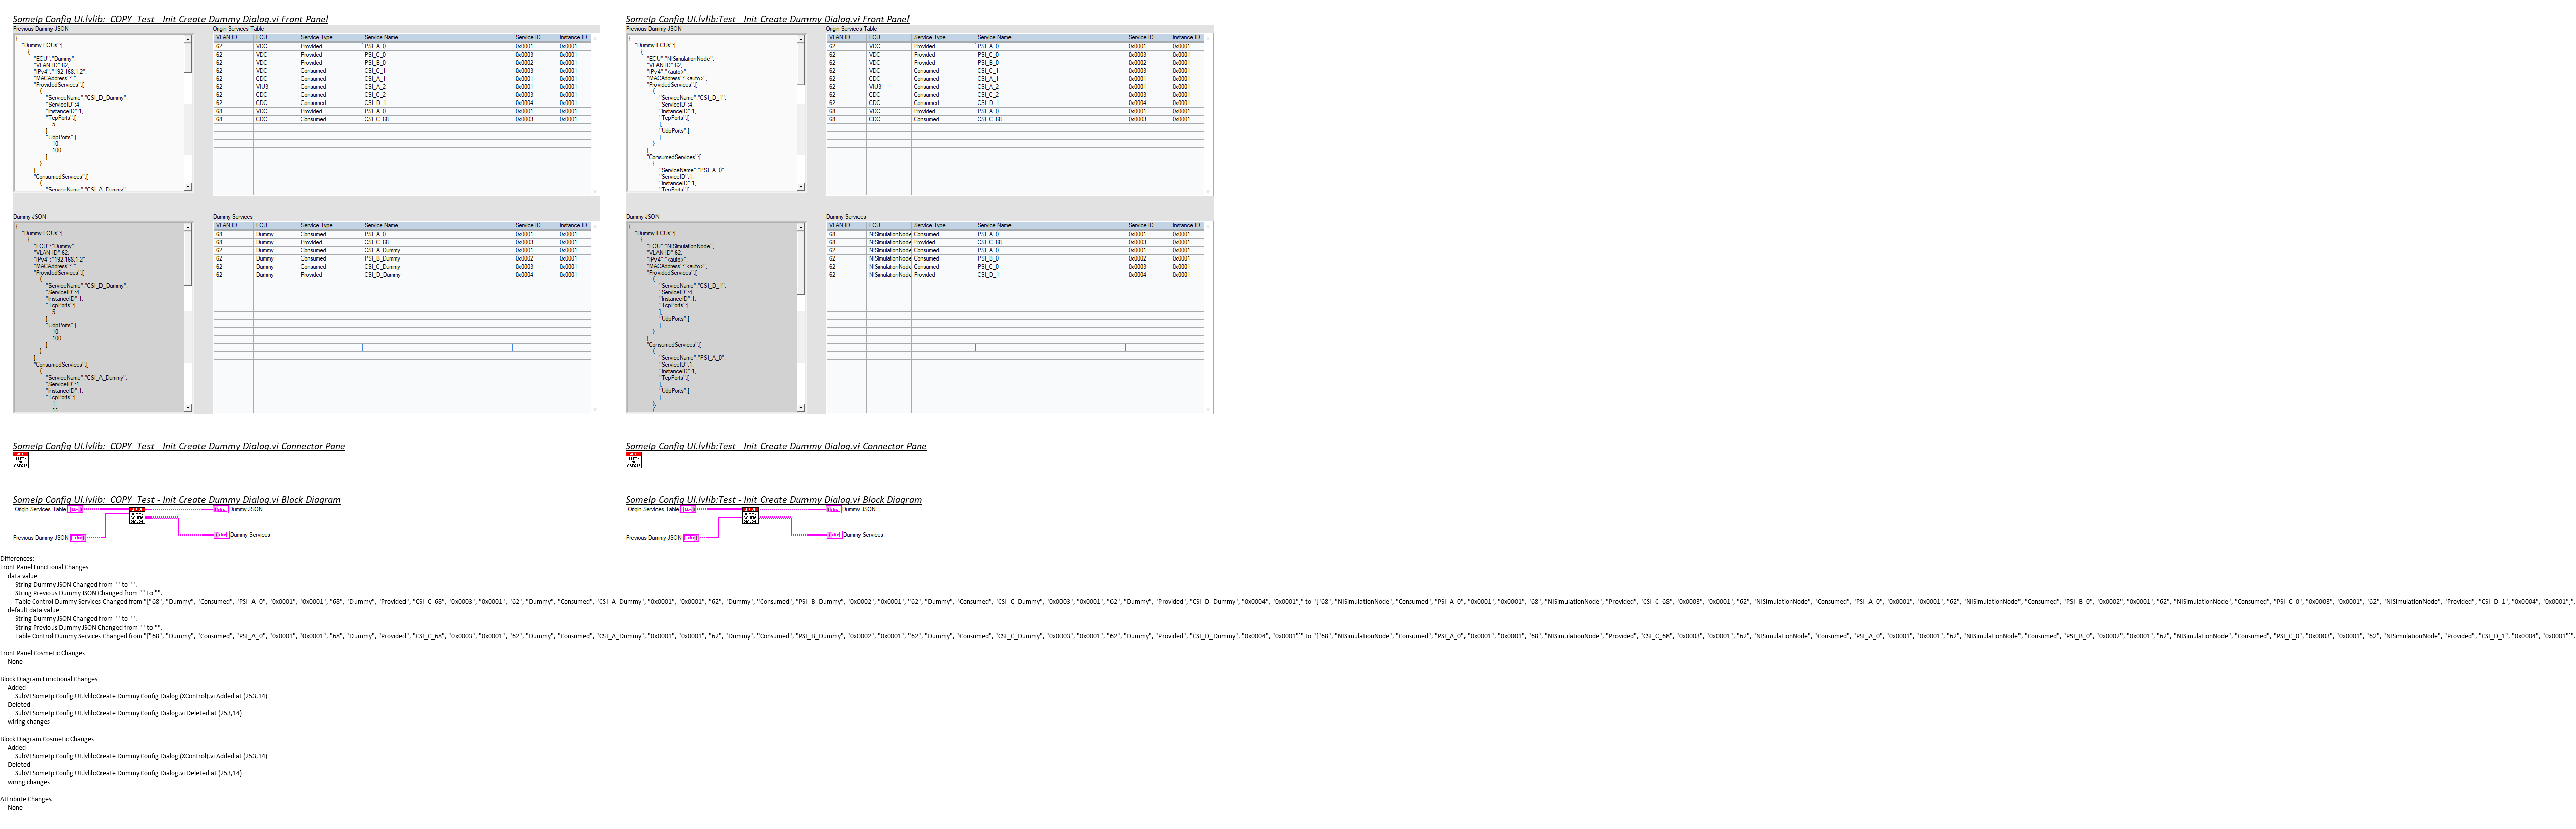 SomeIp Config UI.lvlib:_COPY_Test - Init Create Dummy Dialog.vi Front Panel
Previous Dummy JSON
{
"Dummy ECUs":[
{
"ECU":"Dummy",
"VLAN ID":62,
"IPv4":"192.168.1.2",
"MACAddress":"",
"ProvidedServices":[
{
"ServiceName":"CSI_D_Dummy",
"ServiceID":4,
"InstanceID":1,
"TcpPorts":[
5
],
"UdpPorts":[
10,
100
]
}
],
"ConsumedServices":[
{
"ServiceName":"CSI_A_Dummy",
Origin Services Table
VLAN ID ECU Service Type Service Name Service ID Instance ID
62 VDC Provided PSI_A_0 0x0001 0x0001
62 VDC Provided PSI_C_0 0x0003 0x0001
62 VDC Provided PSI_B_0 0x0002 0x0001
62 VDC Consumed CSI_C_1 0x0003 0x0001
62 CDC Consumed CSI_A_1 0x0001 0x0001
62 VIU3 Consumed CSI_A_2 0x0001 0x0001
62 CDC Consumed CSI_C_2 0x0003 0x0001
62 CDC Consumed CSI_D_1 0x0004 0x0001
68 VDC Provided PSI_A_0 0x0001 0x0001
68 CDC Consumed CSI_C_68 0x0003 0x0001
Dummy JSON
{
"Dummy ECUs":[
{
"ECU":"Dummy",
"VLAN ID":62,
"IPv4":"192.168.1.2",
"MACAddress":"",
"ProvidedServices":[
{
"ServiceName":"CSI_D_Dummy",
"ServiceID":4,
"InstanceID":1,
"TcpPorts":[
5
],
"UdpPorts":[
10,
100
]
}
],
"ConsumedServices":[
{
"ServiceName":"CSI_A_Dummy",
"ServiceID":1,
"InstanceID":1,
"TcpPorts":[
1,
11
Dummy Services
VLAN ID ECU Service Type Service Name Service ID Instance ID
68 Dummy Consumed PSI_A_0 0x0001 0x0001
68 Dummy Provided CSI_C_68 0x0003 0x0001
62 Dummy Consumed CSI_A_Dummy 0x0001 0x0001
62 Dummy Consumed PSI_B_Dummy 0x0002 0x0001
62 Dummy Consumed CSI_C_Dummy 0x0003 0x0001
62 Dummy Provided CSI_D_Dummy 0x0004 0x0001
SomeIp Config UI.lvlib:Test - Init Create Dummy Dialog.vi Front Panel
Previous Dummy JSON
{
"Dummy ECUs":[
{
"ECU":"NISimulationNode",
"VLAN ID":62,
"IPv4":"<auto>",
"MACAddress":"<auto>",
"ProvidedServices":[
{
"ServiceName":"CSI_D_1",
"ServiceID":4,
"InstanceID":1,
"TcpPorts":[
],
"UdpPorts":[
]
}
],
"ConsumedServices":[
{
"ServiceName":"PSI_A_0",
"ServiceID":1,
"InstanceID":1,
"TcpPorts":[
Origin Services Table
VLAN ID ECU Service Type Service Name Service ID Instance ID
62 VDC Provided PSI_A_0 0x0001 0x0001
62 VDC Provided PSI_C_0 0x0003 0x0001
62 VDC Provided PSI_B_0 0x0002 0x0001
62 VDC Consumed CSI_C_1 0x0003 0x0001
62 CDC Consumed CSI_A_1 0x0001 0x0001
62 VIU3 Consumed CSI_A_2 0x0001 0x0001
62 CDC Consumed CSI_C_2 0x0003 0x0001
62 CDC Consumed CSI_D_1 0x0004 0x0001
68 VDC Provided PSI_A_0 0x0001 0x0001
68 CDC Consumed CSI_C_68 0x0003 0x0001
Dummy JSON
{
"Dummy ECUs":[
{
"ECU":"NISimulationNode",
"VLAN ID":62,
"IPv4":"<auto>",
"MACAddress":"<auto>",
"ProvidedServices":[
{
"ServiceName":"CSI_D_1",
"ServiceID":4,
"InstanceID":1,
"TcpPorts":[
],
"UdpPorts":[
]
}
],
"ConsumedServices":[
{
"ServiceName":"PSI_A_0",
"ServiceID":1,
"InstanceID":1,
"TcpPorts":[
],
"UdpPorts":[
]
},
{
Dummy Services
VLAN ID ECU Service Type Service Name Service ID Instance ID
68 NISimulationNode Consumed PSI_A_0 0x0001 0x0001
68 NISimulationNode Provided CSI_C_68 0x0003 0x0001
62 NISimulationNode Consumed PSI_A_0 0x0001 0x0001
62 NISimulationNode Consumed PSI_B_0 0x0002 0x0001
62 NISimulationNode Consumed PSI_C_0 0x0003 0x0001
62 NISimulationNode Provided CSI_D_1 0x0004 0x0001
SomeIp Config UI.lvlib:_COPY_Test - Init Create Dummy Dialog.vi Connector Pane
TEST -
INIT
CREATE
SomeIp Config UI.lvlib:Test - Init Create Dummy Dialog.vi Connector Pane
TEST -
INIT
CREATE
SomeIp Config UI.lvlib:_COPY_Test - Init Create Dummy Dialog.vi Block Diagram
Origin Services Table
DUMMY
CONFIG
DIALOG
Dummy JSON
Previous Dummy JSON
Dummy Services
SomeIp Config UI.lvlib:Test - Init Create Dummy Dialog.vi Block Diagram
Origin Services Table
DUMMY
CONFIG
DIALOG
Dummy JSON
Previous Dummy JSON
Dummy Services
Differences:
Front Panel Functional Changes
data value
String Dummy JSON Changed from "" to "".
String Previous Dummy JSON Changed from "" to "".
Table Control Dummy Services Changed from "["68", "Dummy", "Consumed", "PSI_A_0", "0x0001", "0x0001", "68", "Dummy", "Provided", "CSI_C_68", "0x0003", "0x0001", "62", "Dummy", "Consumed", "CSI_A_Dummy", "0x0001", "0x0001", "62", "Dummy", "Consumed", "PSI_B_Dummy", "0x0002", "0x0001", "62", "Dummy", "Consumed", "CSI_C_Dummy", "0x0003", "0x0001", "62", "Dummy", "Provided", "CSI_D_Dummy", "0x0004", "0x0001"]" to "["68", "NISimulationNode", "Consumed", "PSI_A_0", "0x0001", "0x0001", "68", "NISimulationNode", "Provided", "CSI_C_68", "0x0003", "0x0001", "62", "NISimulationNode", "Consumed", "PSI_A_0", "0x0001", "0x0001", "62", "NISimulationNode", "Consumed", "PSI_B_0", "0x0002", "0x0001", "62", "NISimulationNode", "Consumed", "PSI_C_0", "0x0003", "0x0001", "62", "NISimulationNode", "Provided", "CSI_D_1", "0x0004", "0x0001"]".
default data value
String Dummy JSON Changed from "" to "".
String Previous Dummy JSON Changed from "" to "".
Table Control Dummy Services Changed from "["68", "Dummy", "Consumed", "PSI_A_0", "0x0001", "0x0001", "68", "Dummy", "Provided", "CSI_C_68", "0x0003", "0x0001", "62", "Dummy", "Consumed", "CSI_A_Dummy", "0x0001", "0x0001", "62", "Dummy", "Consumed", "PSI_B_Dummy", "0x0002", "0x0001", "62", "Dummy", "Consumed", "CSI_C_Dummy", "0x0003", "0x0001", "62", "Dummy", "Provided", "CSI_D_Dummy", "0x0004", "0x0001"]" to "["68", "NISimulationNode", "Consumed", "PSI_A_0", "0x0001", "0x0001", "68", "NISimulationNode", "Provided", "CSI_C_68", "0x0003", "0x0001", "62", "NISimulationNode", "Consumed", "PSI_A_0", "0x0001", "0x0001", "62", "NISimulationNode", "Consumed", "PSI_B_0", "0x0002", "0x0001", "62", "NISimulationNode", "Consumed", "PSI_C_0", "0x0003", "0x0001", "62", "NISimulationNode", "Provided", "CSI_D_1", "0x0004", "0x0001"]".
Front Panel Cosmetic Changes
None
Block Diagram Functional Changes
Added
SubVI SomeIp Config UI.lvlib:Create Dummy Config Dialog (XControl).vi Added at (253,14)
Deleted
SubVI SomeIp Config UI.lvlib:Create Dummy Config Dialog.vi Deleted at (253,14)
wiring changes
Block Diagram Cosmetic Changes
Added
SubVI SomeIp Config UI.lvlib:Create Dummy Config Dialog (XControl).vi Added at (253,14)
Deleted
SubVI SomeIp Config UI.lvlib:Create Dummy Config Dialog.vi Deleted at (253,14)
wiring changes
Attribute Changes
None